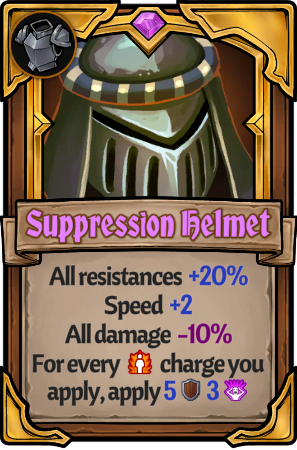 Suppression Helmet
All resistances +20%
Speed +2
All damage -10%
For every charge you
apply, apply 5 3